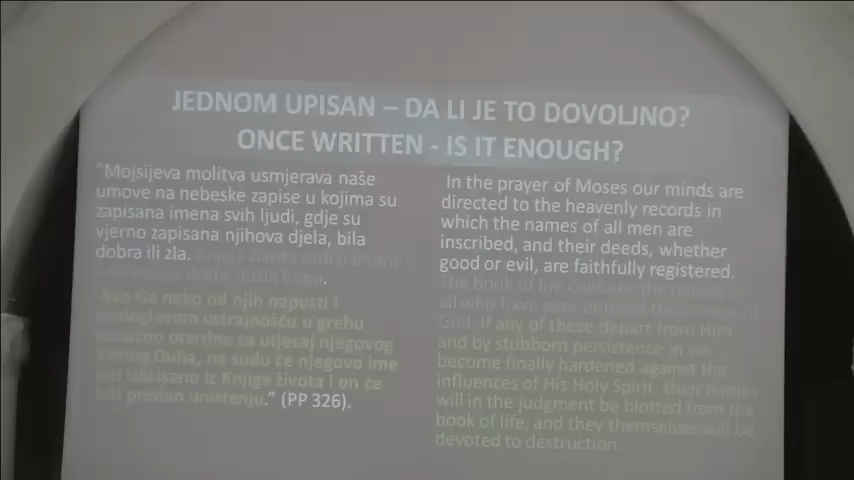 JEDNOM UPISAN – DA LI JE TO DOVOLJNO?
ONCE WRITTEN - IS IT ENOUGH?
"Mojsijeva molitva usmjerava naše
umove na nebeske zapise u kojima su
zapisana imena svih ljudi, gdje su
vjerno zapisana njihova djela, bila
dobra ili zla. Knjiga života sadrži imena
Bogu.
Ako Ga neko od njih napusti i
tvrdoglavom ustrajnošću u grehu
otvrdne za utjecaj njegovog
Svetog Duha, na sudu će njegovo ime
biti izbrisano iz Knjige života i on će
biti predan uništenju." (PP 326).
In the prayer of Moses our minds are
directed to the heavenly records in
which the names of all men are
inscribed, and their deeds, whether
good or evil, are faithfully registered.
The book of life contains the names of
all who have ever entered the service of
God. If any of these depart from Him
and by stubborn persistence in sin
become finally hardened against the
influences of His Holy Spirit, their names
will in the judgment be blotted from the
book of life, and they themselves will be
devoted to destruction.